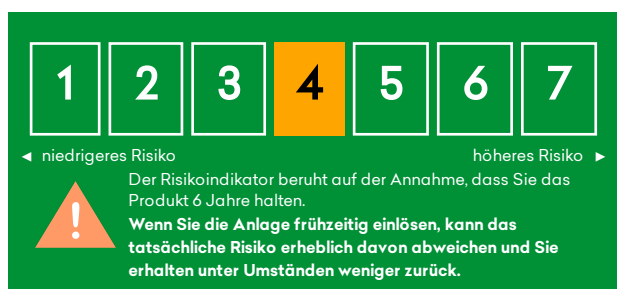 1 2 3 4 5 6 7
◄ niedrigeres Risiko höheres Risiko ►
Der Risikoindikator beruht auf der Annahme, dass Sie das
Produkt 6 Jahre halten.
Wenn Sie die Anlage frühzeitig einlösen, kann das
tatsächliche Risiko erheblich davon abweichen und Sie
erhalten unter Umständen weniger zurück.
!